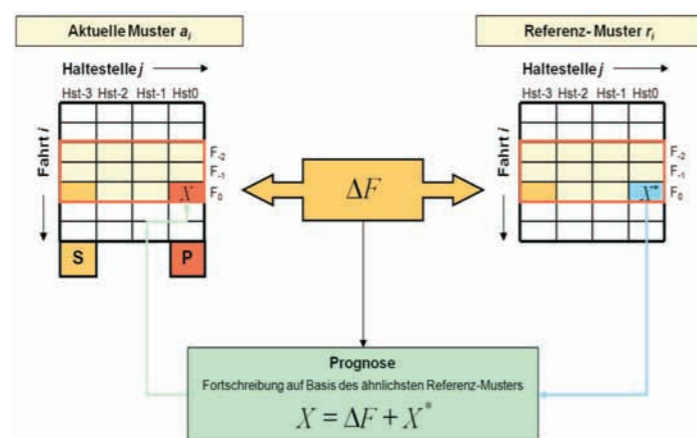 Aktuelle Muster aᵢ
Referenz- Muster rᵢ
Haltestelle j
Haltestelle j
Hst-3 Hst-2 Hst-1 Hst0
Hst-3 Hst-2 Hst-1 Hst0
Fahrt i
Fahrt i
F₋₂
F₋₁
X F₀
F₋₂
F₋₁
X* F₀
ΔF
S P
Prognose
Fortschreibung auf Basis des ähnlichsten Referenz-Musters
X = ΔF + X*